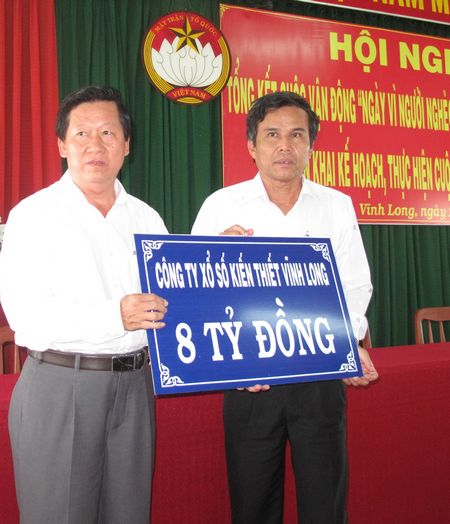 NĂM M
MẶT TRẬN TỔ QUỐC
VIỆT NAM
HỘI NGH
TỔNG KẾT CUỘC VẬN ĐỘNG "NGÀY VÌ NGƯỜI NGHÈO
KHAI KẾ HOẠCH, THỰC HIỆN CUỘ
Vĩnh Long, ngày
CÔNG TY XỔ SỐ KIẾN THIẾT VĨNH LONG
8 TỶ ĐỒNG